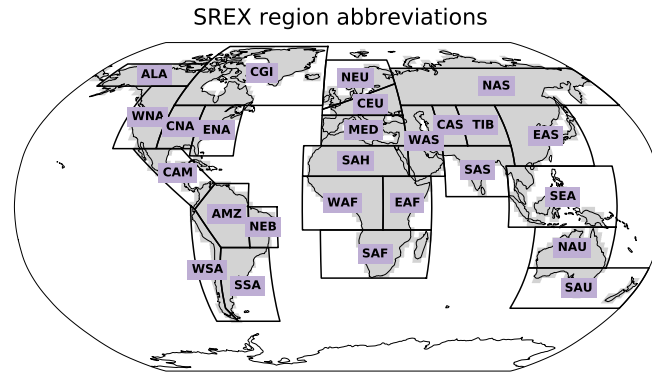 SREX region abbreviations
ALA
CGI
NEU
NAS
CEU
WNA
CNA
ENA
MED
CAS
TIB
EAS
WAS
SAH
SAS
CAM
WAF
EAF
SEA
AMZ
NEB
SAF
NAU
WSA
SSA
SAU